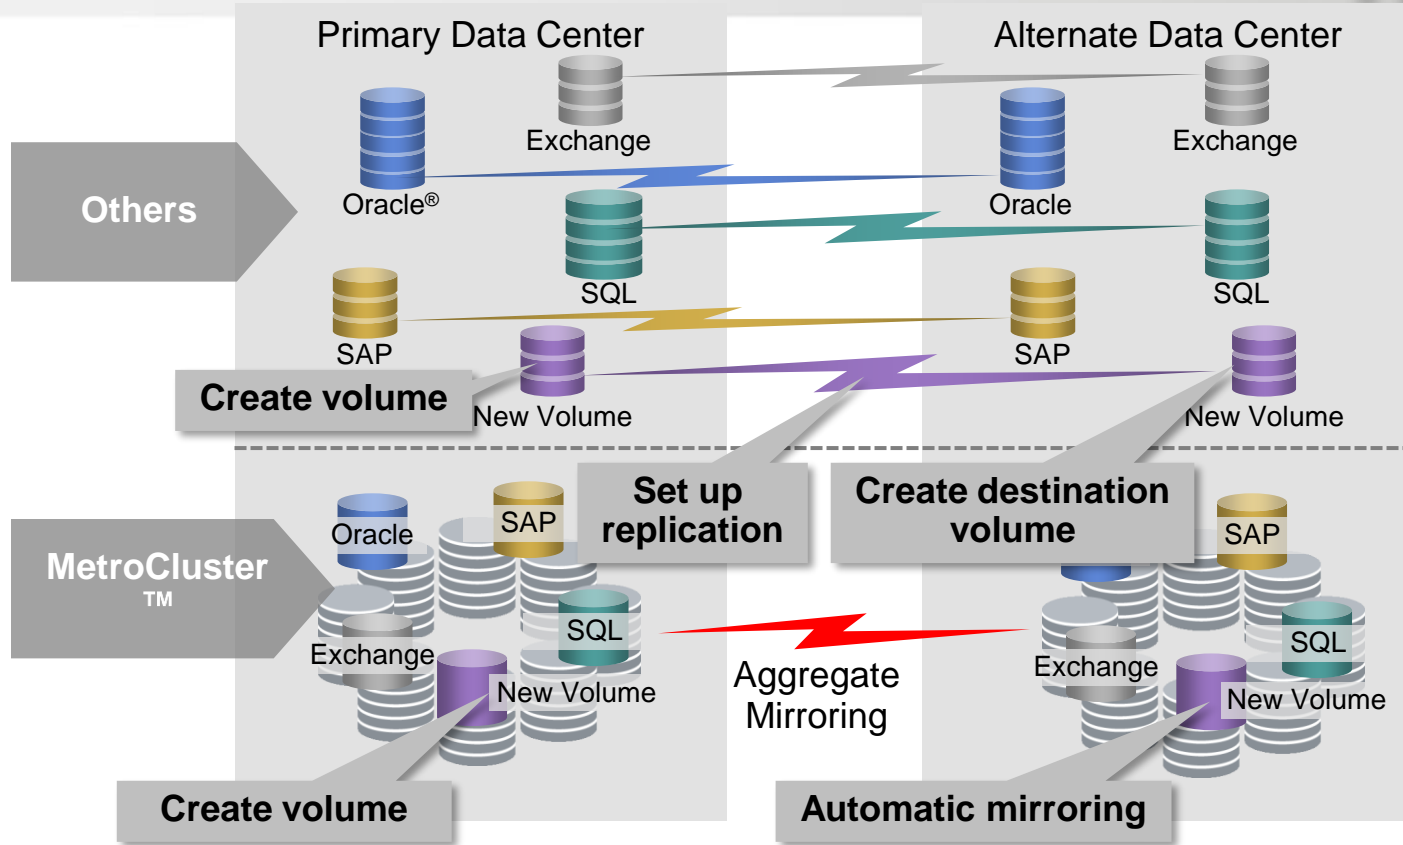 Primary Data Center
Alternate Data Center
Exchange
Exchange
Oracle®
Oracle
Others
SQL
SQL
SAP
SAP
Create volume
New Volume
New Volume
Set up
replication
Create destination
volume
MetroCluster
TM
Oracle
SAP
SAP
SQL
SQL
Exchange
Exchange
New Volume
New Volume
Aggregate
Mirroring
Create volume
Automatic mirroring